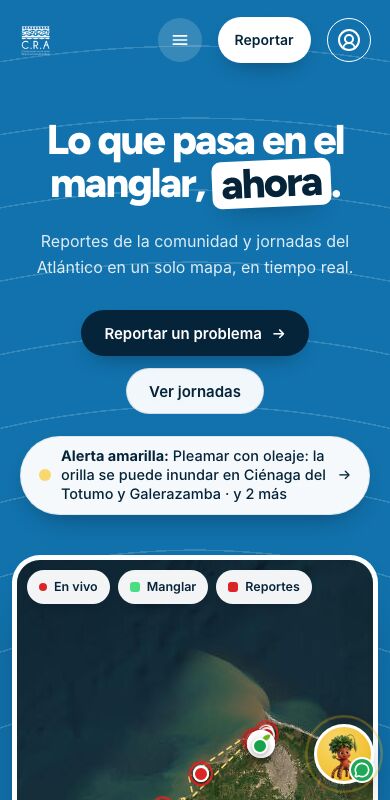 C.R.A
Reportar
Lo que pasa en el
manglar, ahora.
Reportes de la comunidad y jornadas del
Atlántico en un solo mapa, en tiempo real.
Reportar un problema →
Ver jornadas
Alerta amarilla: Pleamar con oleaje: la
orilla se puede inundar en Ciénaga del
Totumo y Galerazamba · y 2 más →
En vivo
Manglar
Reportes